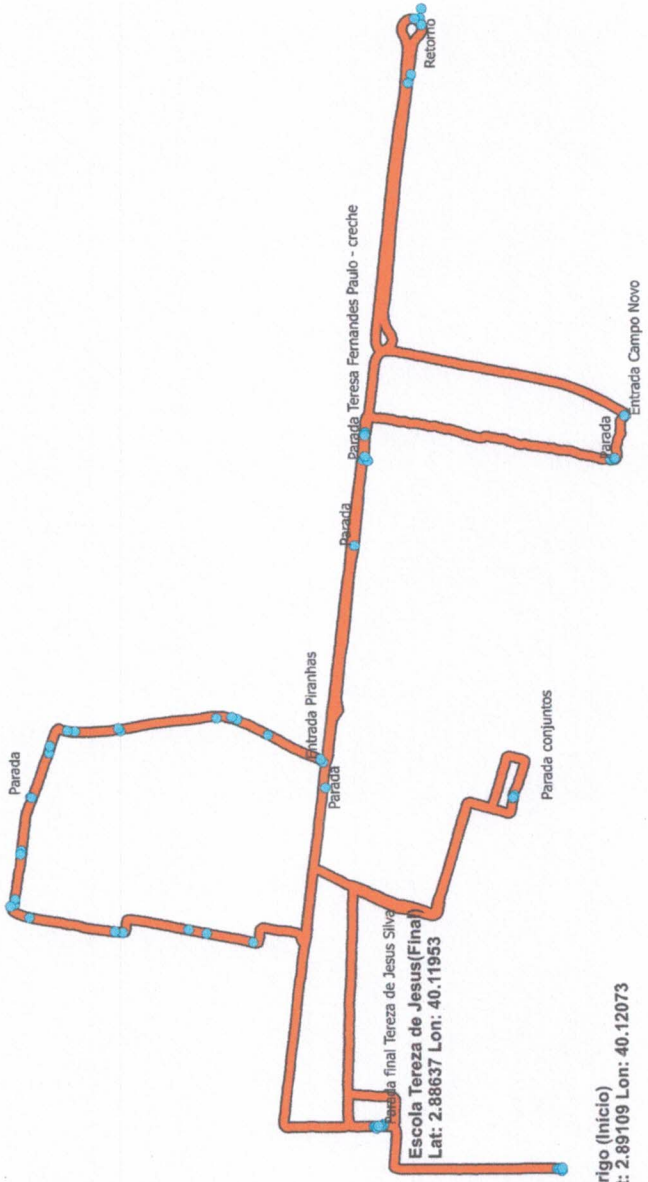 Retorno
Parada Teresa Fernandes Paulo - creche
Entrada Campo Novo
Parada
Parada
Entrada Piranhas
Parada
Parada
Parada conjuntos
Parada final Tereza de Jesus Silva
Escola Tereza de Jesus(Final)
Lat: 2.88637 Lon: 40.11953
(Início)
2.89109 Lon: 40.12073